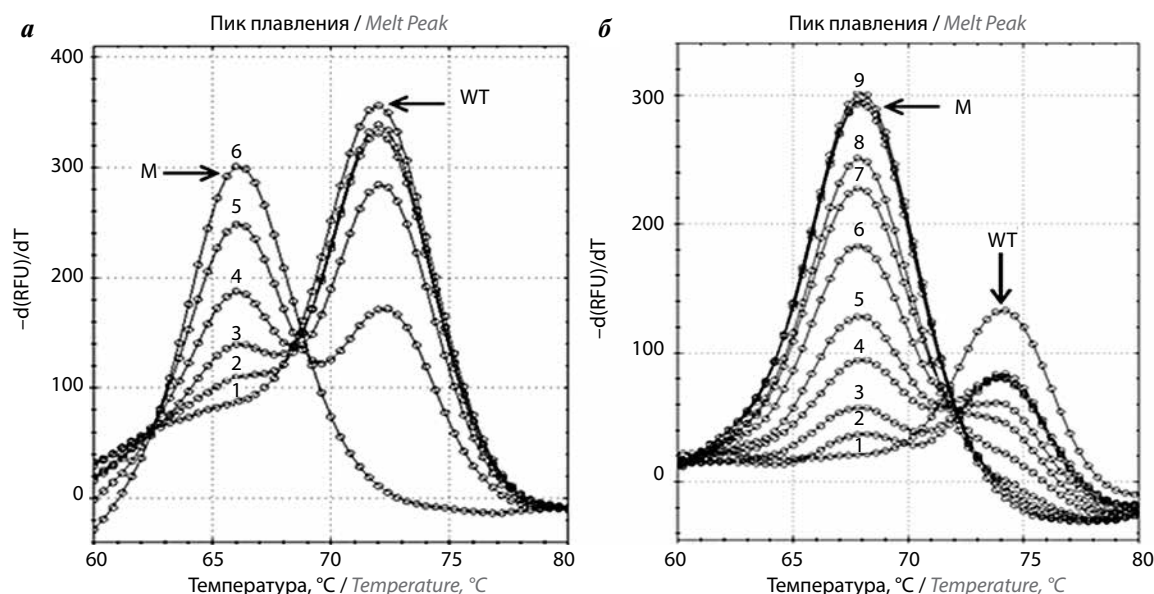 а
Пик плавления / Melt Peak
–d(RFU)/dT
400
300
200
100
0
WT
M
6
5
4
3
2
1
60
65
70
75
80
Температура, °C / Temperature, °C
б
Пик плавления / Melt Peak
–d(RFU)/dT
300
200
100
0
9
M
8
7
WT
6
5
4
3
2
1
60
65
70
75
80
Температура, °C / Temperature, °C